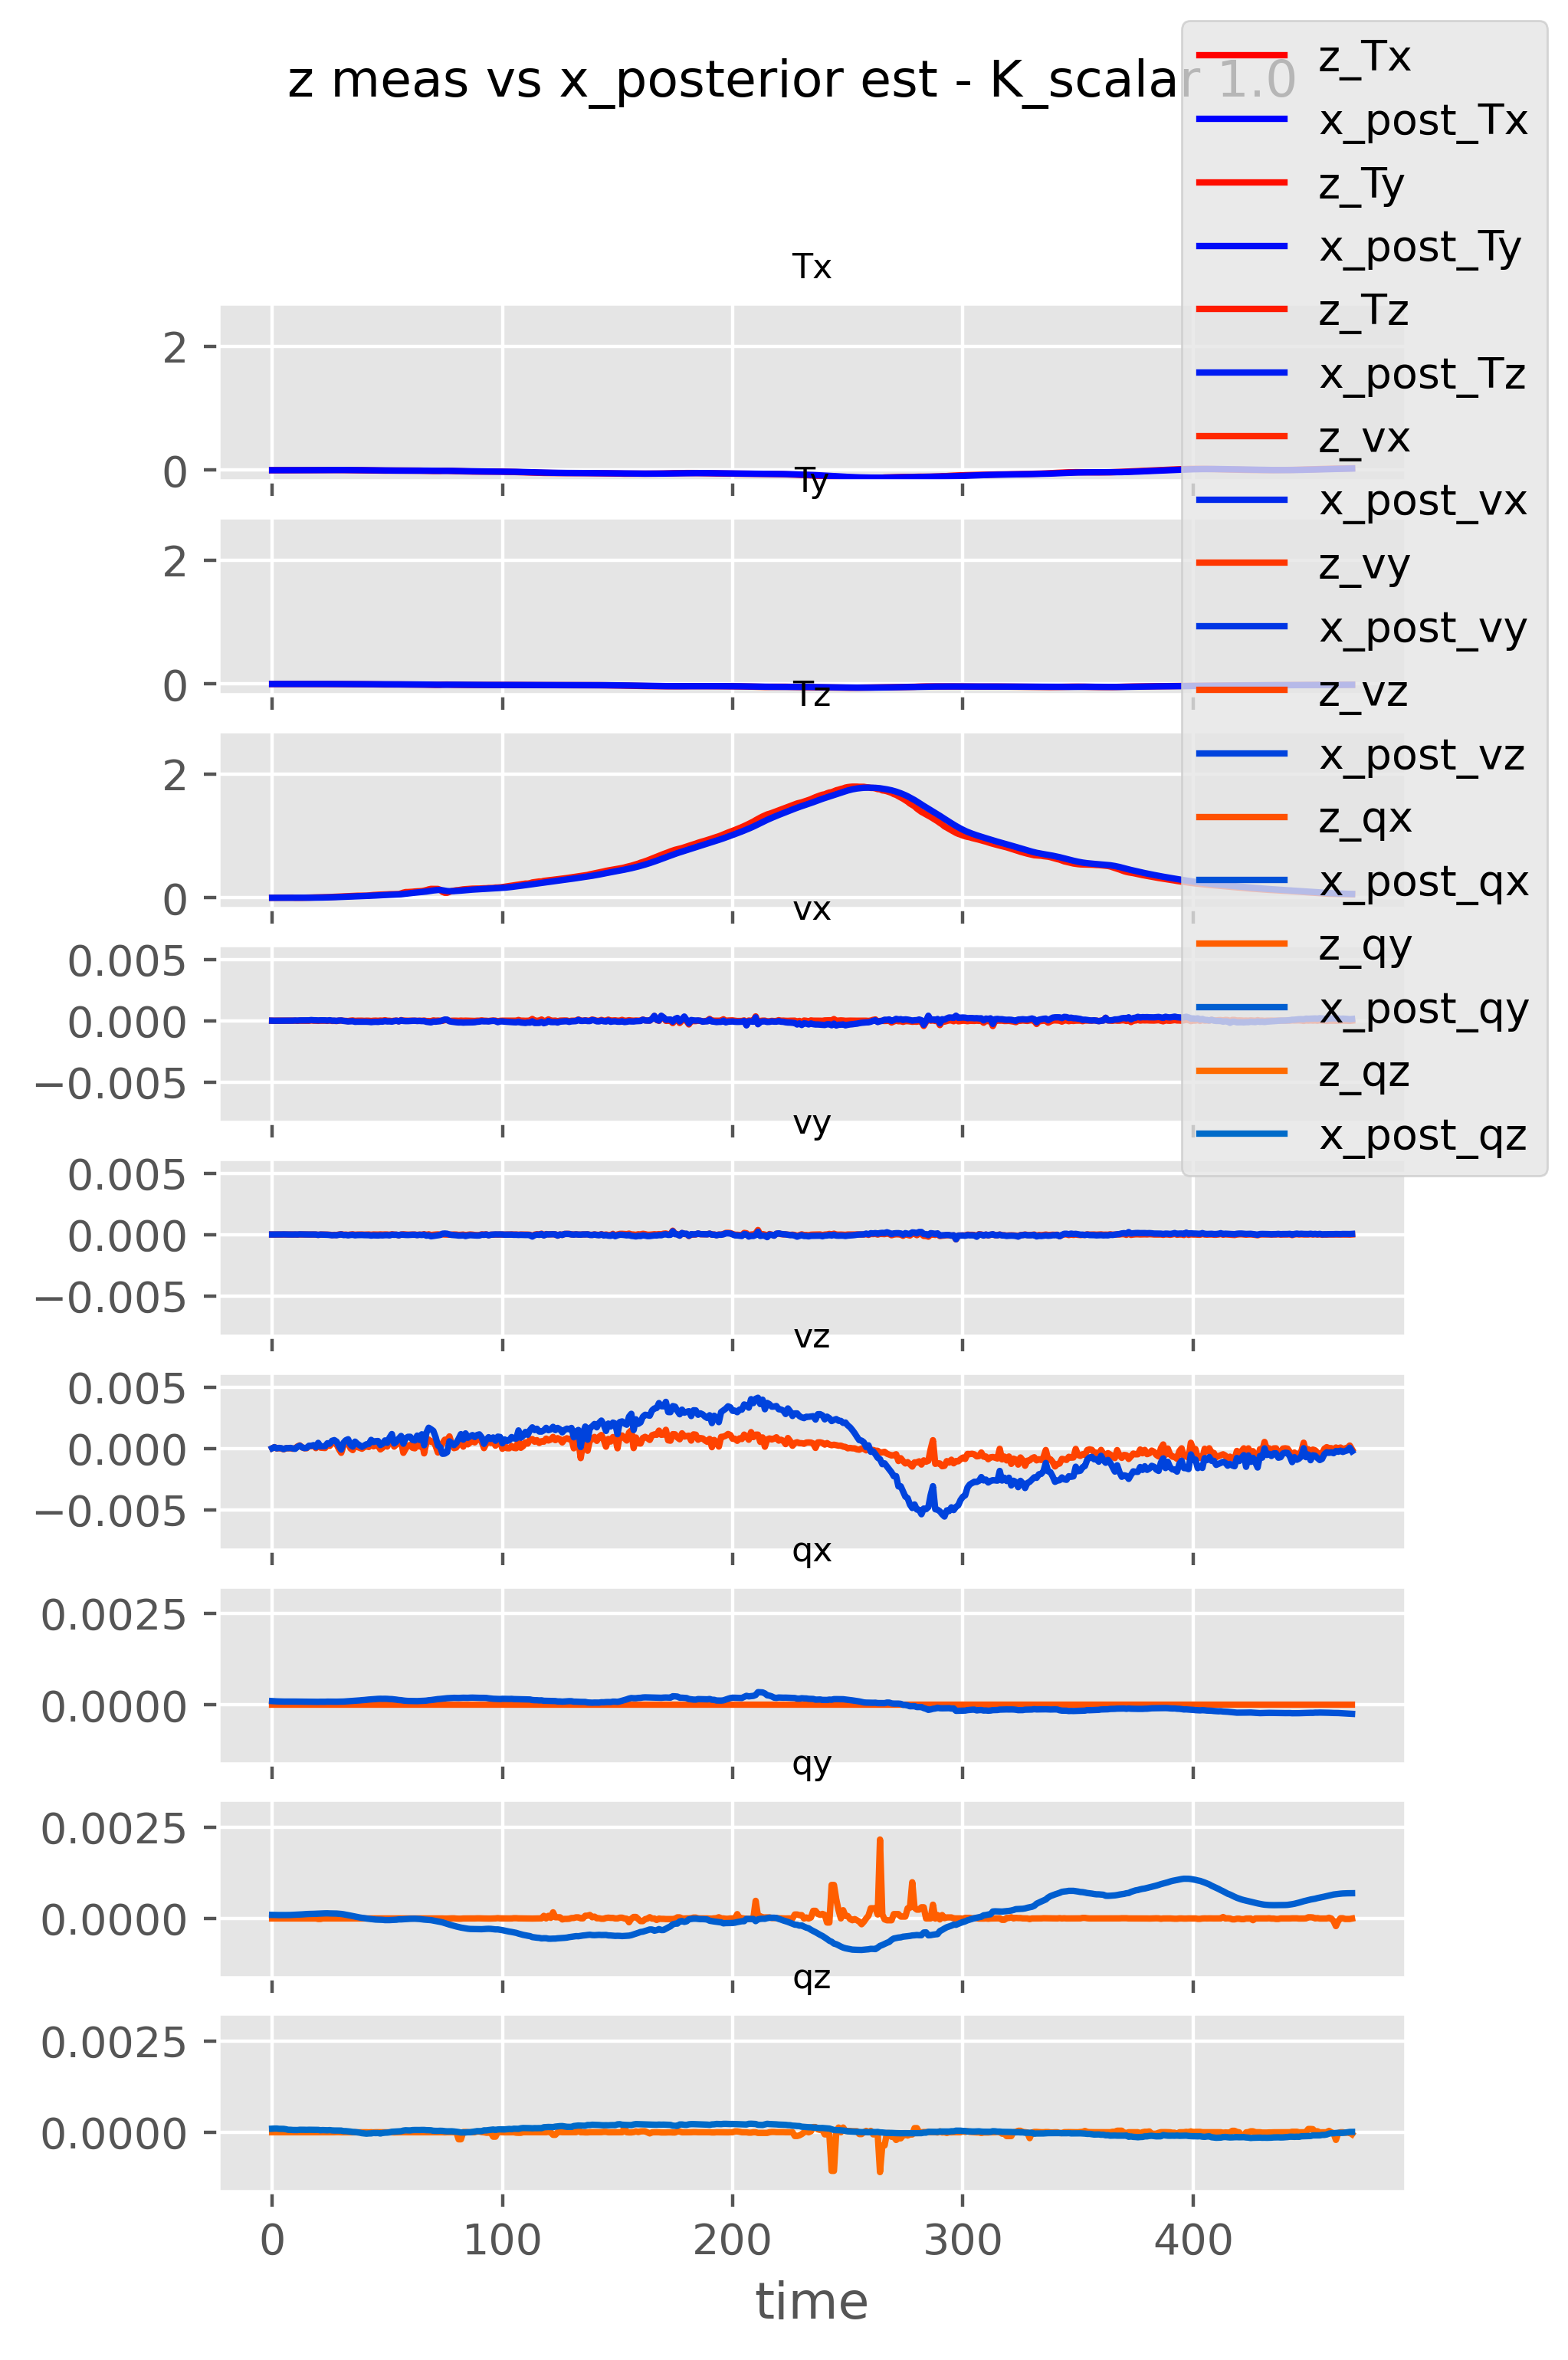 z meas vs x_posterior est - K_scalar 1.0
z_Tx
x_post_Tx
z_Ty
x_post_Ty
z_Tz
x_post_Tz
z_vx
x_post_vx
z_vy
x_post_vy
z_vz
x_post_vz
z_qx
x_post_qx
z_qy
x_post_qy
z_qz
x_post_qz
Tx
2
0
Ty
2
0
Tz
2
0
vx
0.005
0.000
−0.005
vy
0.005
0.000
−0.005
vz
0.005
0.000
−0.005
qx
0.0025
0.0000
qy
0.0025
0.0000
qz
0.0025
0.0000
0 100 200 300 400
time